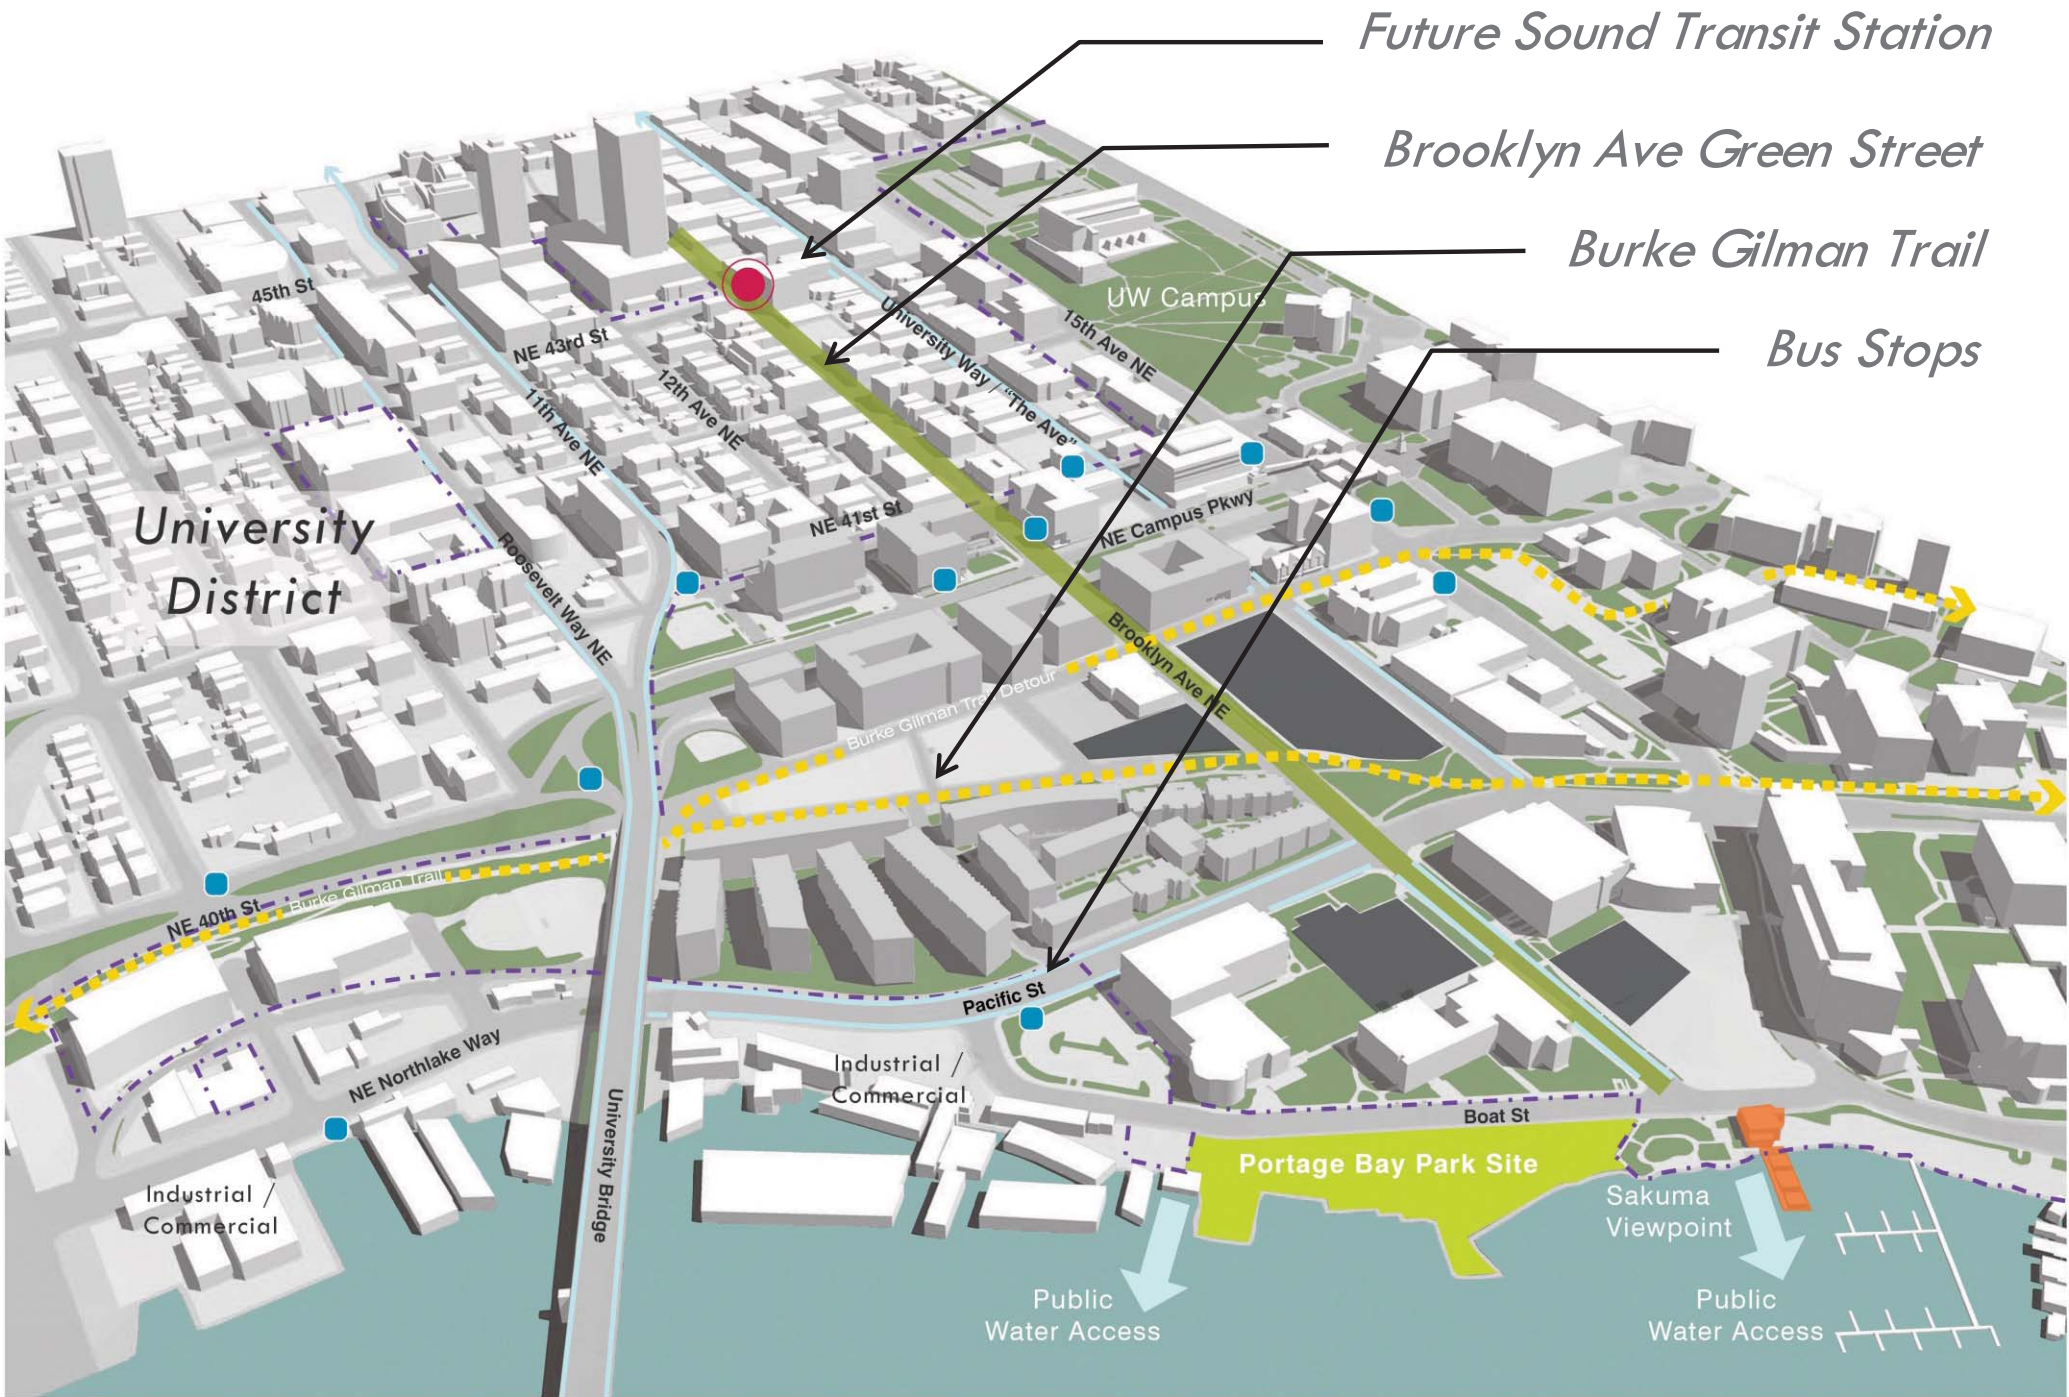 Future Sound Transit Station
Brooklyn Ave Green Street
Burke Gilman Trail
Bus Stops
45th St
NE 43rd St
11th Ave NE
12th Ave NE
University Way / "The Ave"
15th Ave NE
UW Campus
University
District
Roosevelt Way NE
NE 41st St
NE Campus Pkwy
Brooklyn Ave NE
Burke Gilman Trail Detour
Burke Gilman Trail
NE 40th St
Pacific St
NE Northlake Way
Industrial /
Commercial
Industrial /
Commercial
University Bridge
Boat St
Portage Bay Park Site
Sakuma
Viewpoint
Public
Water Access
Public
Water Access